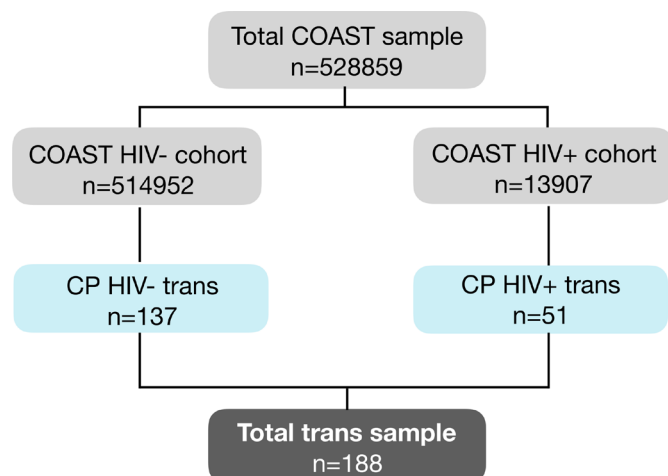 Total COAST sample
n=528859
COAST HIV- cohort
n=514952
COAST HIV+ cohort
n=13907
CP HIV- trans
n=137
CP HIV+ trans
n=51
Total trans sample
n=188